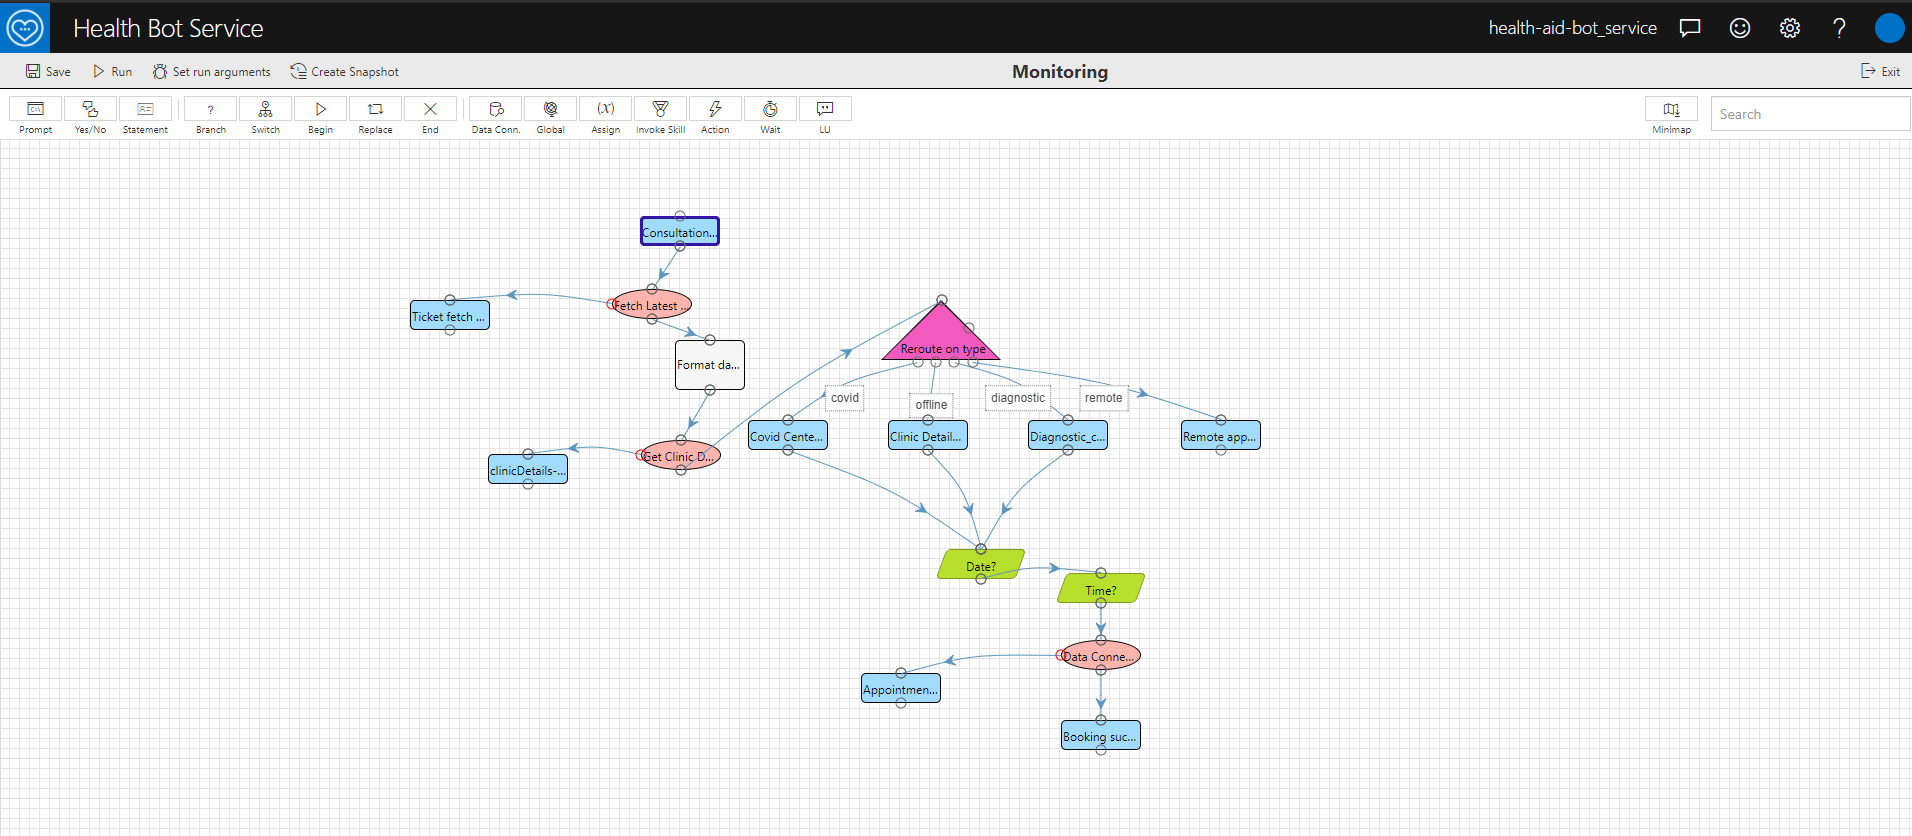 Health Bot Service
health-aid-bot_service
?
Save
Run
Set run arguments
Create Snapshot
Monitoring
Exit
Prompt
Yes/No
Statement
?
Branch
Switch
Begin
Replace
End
Data Conn.
Global
(x)
Assign
Invoke Skill
Action
Wait
LU
Minimap
Search
Consultation...
Fetch Latest ...
Ticket fetch ...
Format da...
Get Clinic D...
clinicDetails-...
Reroute on type
covid
offline
diagnostic
remote
Covid Cente...
Clinic Detail...
Diagnostic_c...
Remote app...
Date?
Time?
Data Conne...
Appointmen...
Booking suc...